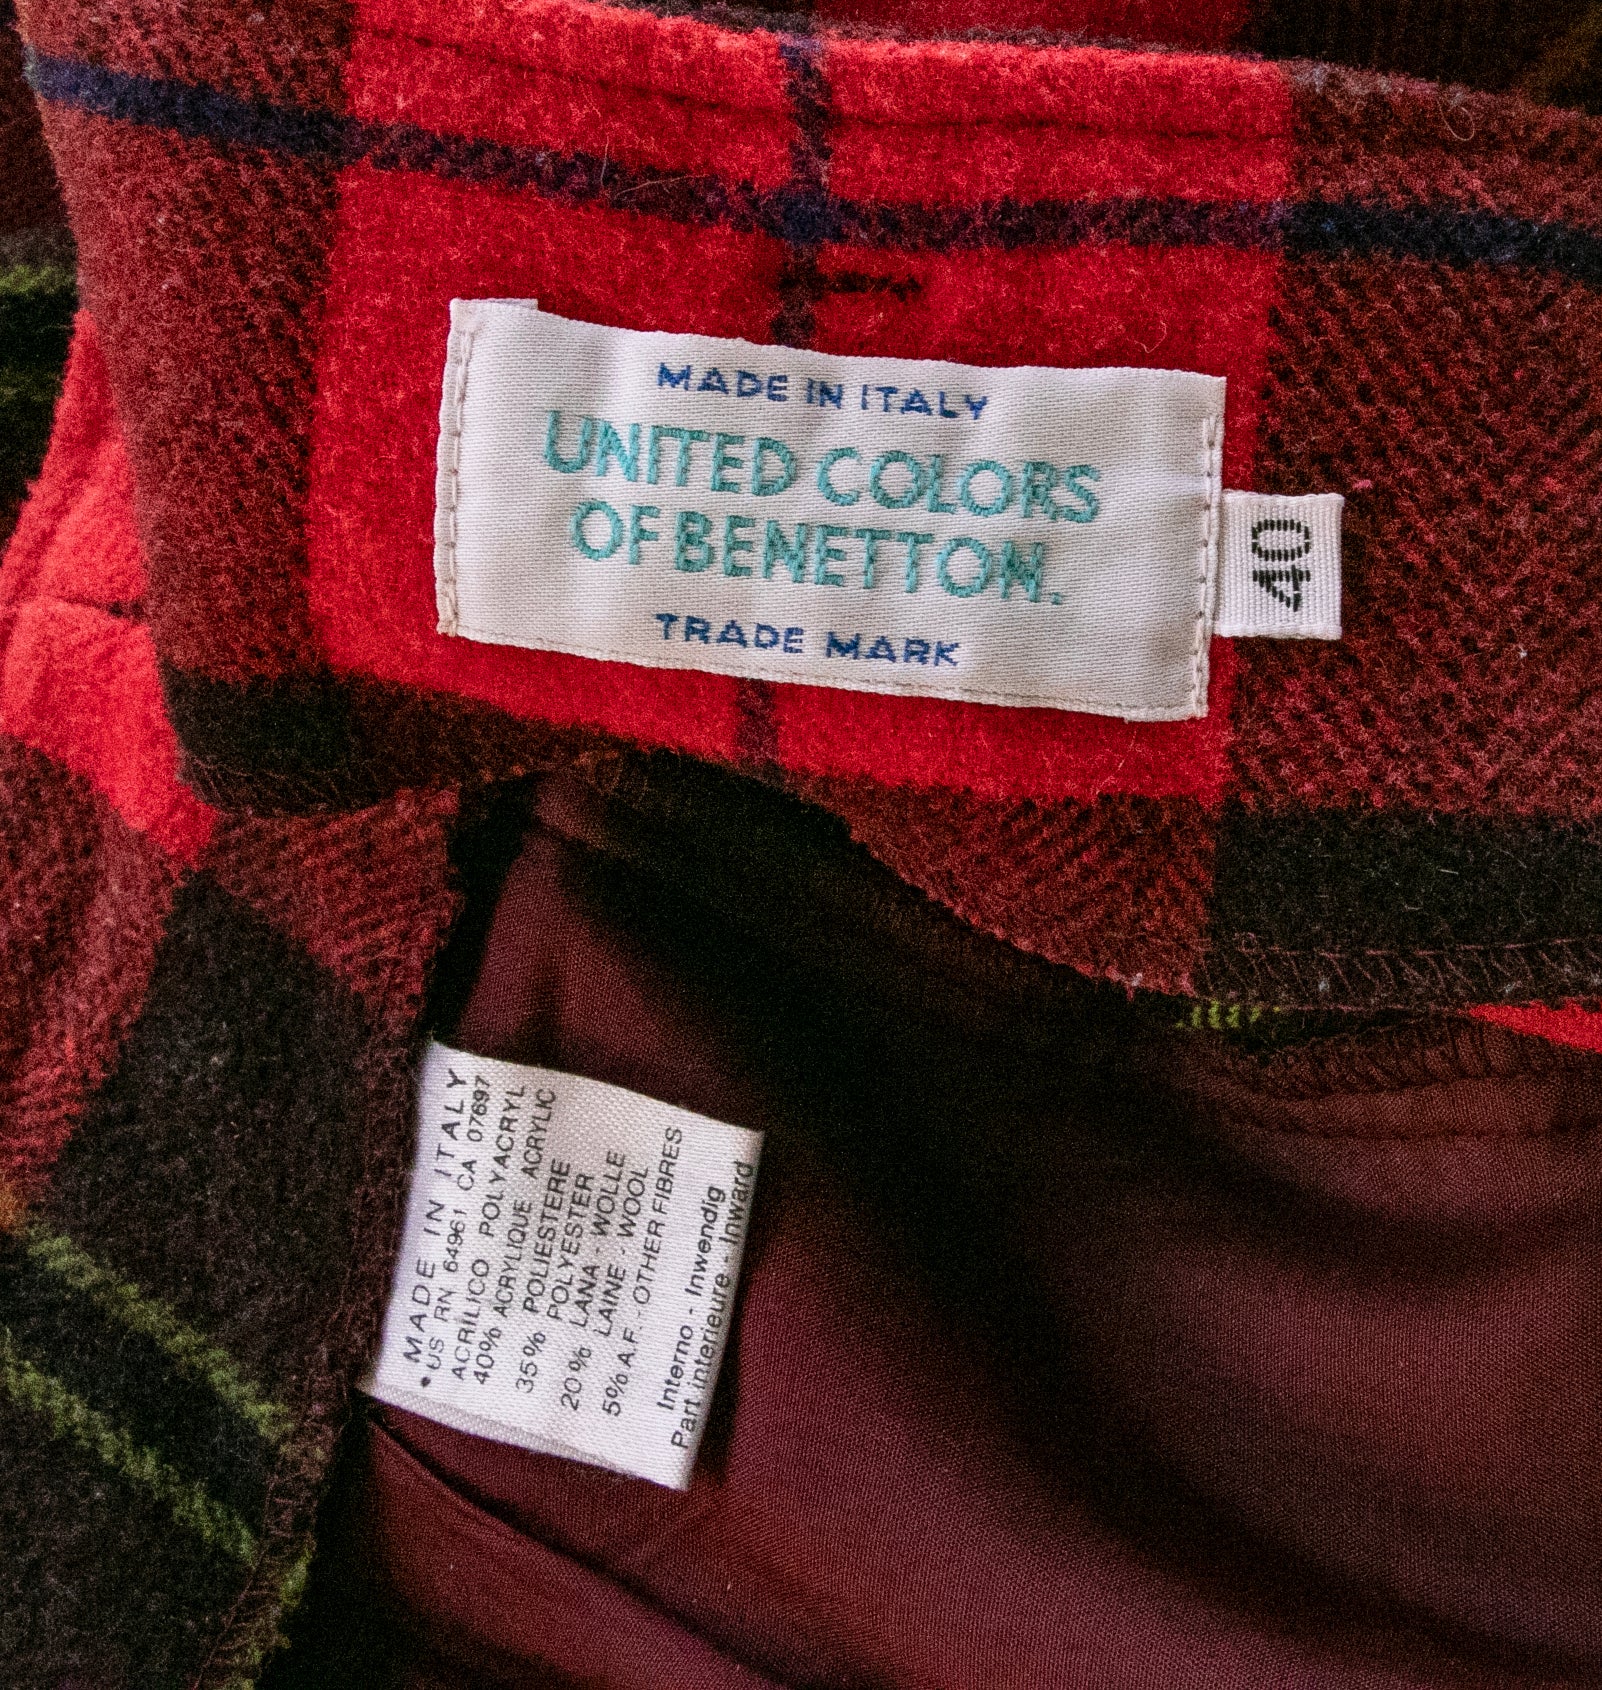 MADE IN ITALY
UNITED COLORS
OF BENETTON.
TRADE MARK
40
• MADE IN ITALY
•US RN 64961 CA 07697
ACRILICO POLYACRYL
40% ACRYLIQUE ACRYLIC
35% POLIESTERE
POLYESTER
20% LANA - WOLLE
LAINE - WOOL
5% A.F. - OTHER FIBRES
Interno - Inwendig
Part intérieure - Inward